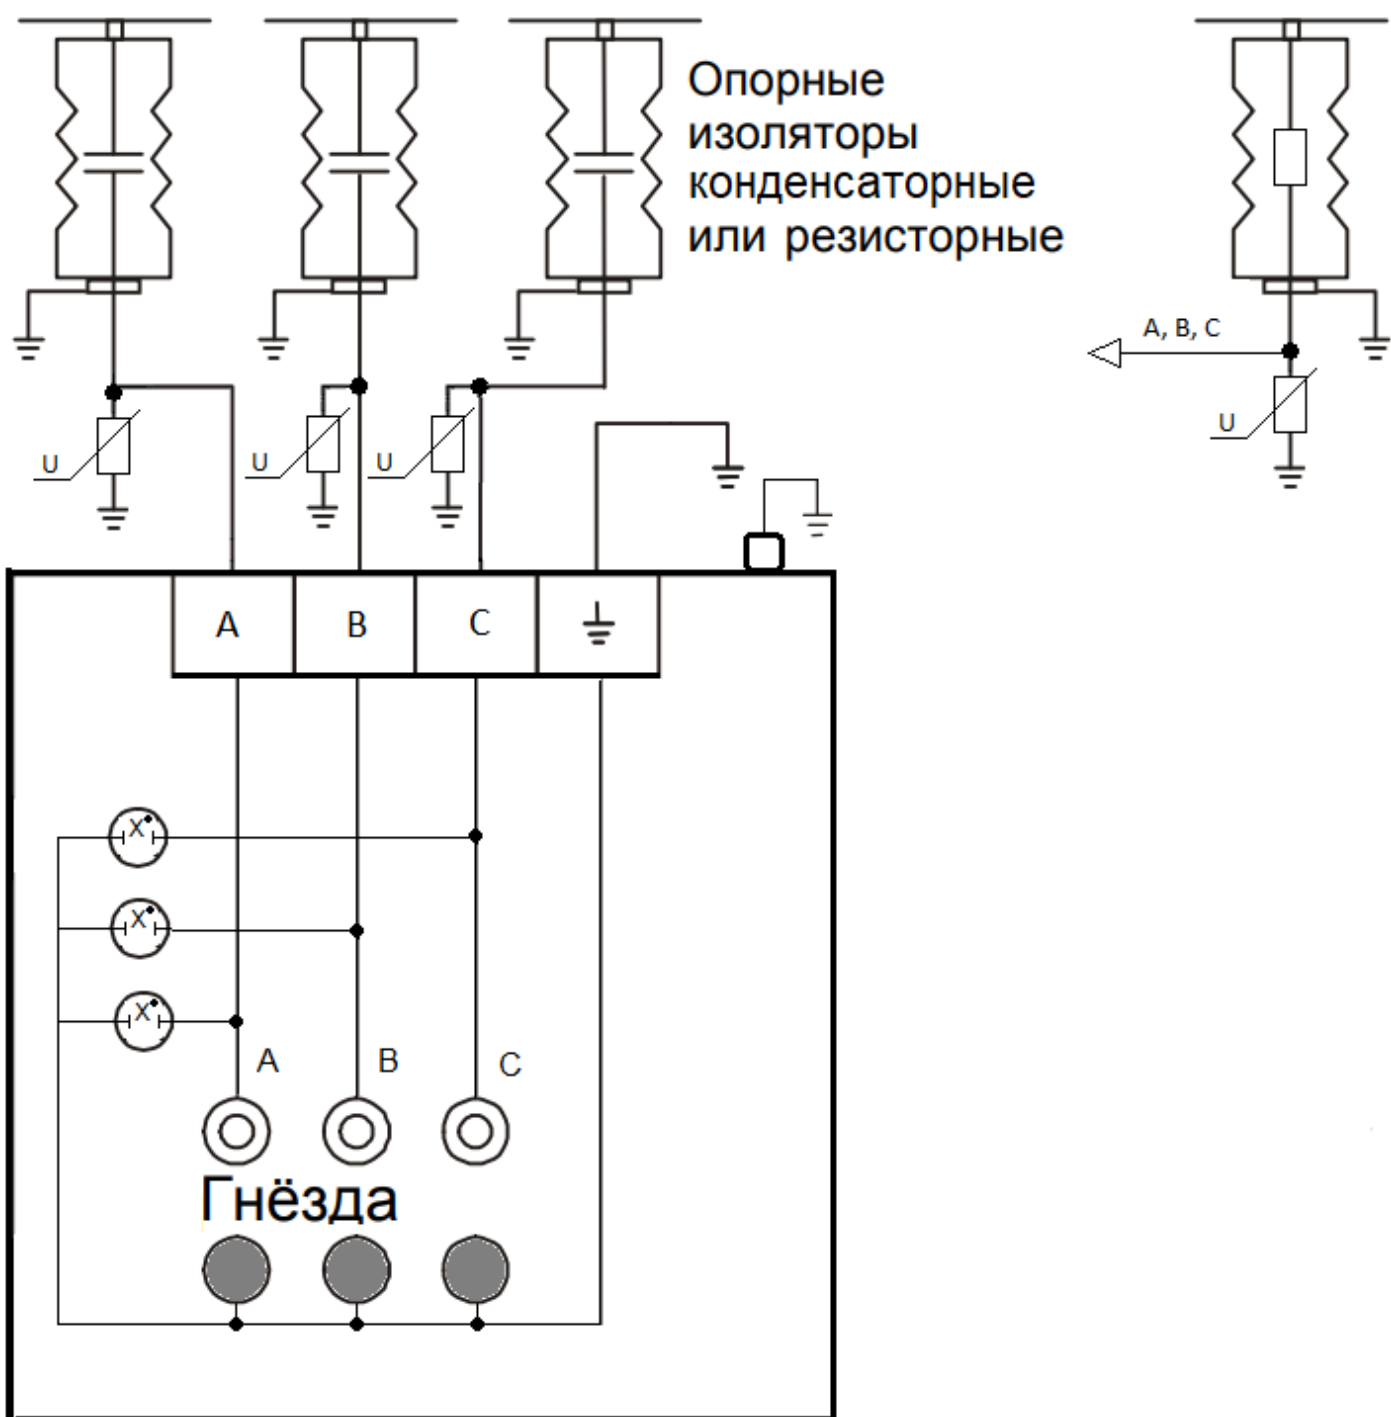 Опорные
изоляторы
конденсаторные
или резисторные
A, B, C
U
U
U
U
A
B
C
X
X
X
A
B
C
Гнёзда